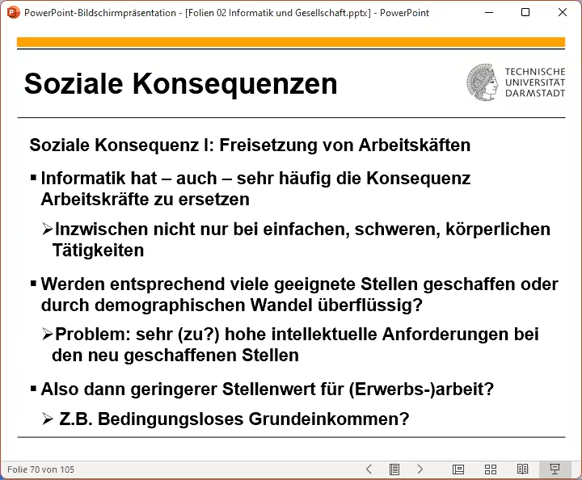 PowerPoint-Bildschirmpräsentation - [Folien 02 Informatik und Gesellschaft.pptx] - PowerPoint
Soziale Konsequenzen
TECHNISCHE
UNIVERSITÄT
DARMSTADT
Soziale Konsequenz I: Freisetzung von Arbeitskäften
▪ Informatik hat – auch – sehr häufig die Konsequenz
Arbeitskräfte zu ersetzen
➢Inzwischen nicht nur bei einfachen, schweren, körperlichen
Tätigkeiten
▪ Werden entsprechend viele geeignete Stellen geschaffen oder
durch demographischen Wandel überflüssig?
➢Problem: sehr (zu?) hohe intellektuelle Anforderungen bei
den neu geschaffenen Stellen
▪ Also dann geringerer Stellenwert für (Erwerbs-)arbeit?
➢ Z.B. Bedingungsloses Grundeinkommen?
Folie 70 von 105